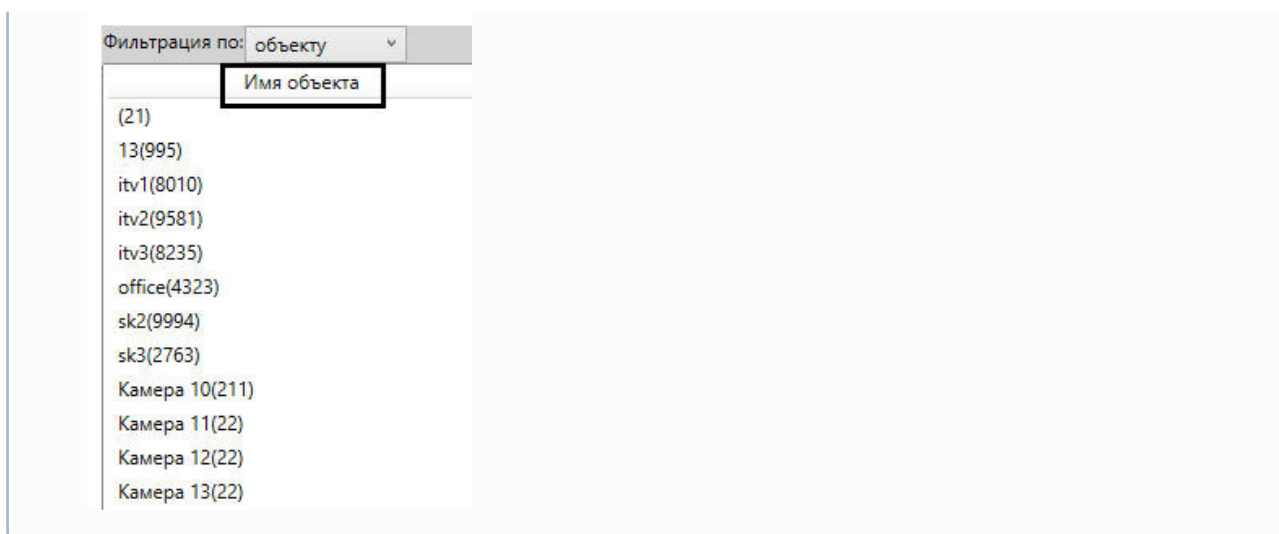 Фильтрация по: объекту
Имя объекта
(21)
13(995)
itv1(8010)
itv2(9581)
itv3(8235)
office(4323)
sk2(9994)
sk3(2763)
Камера 10(211)
Камера 11(22)
Камера 12(22)
Камера 13(22)